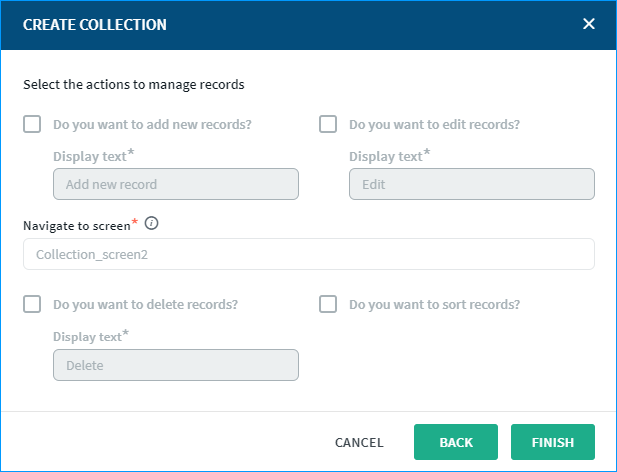 CREATE COLLECTION
Select the actions to manage records
Do you want to add new records?
Do you want to edit records?
Display text*
Display text*
Add new record
Edit
Navigate to screen*
Collection_screen2
Do you want to delete records?
Do you want to sort records?
Display text*
Delete
CANCEL
BACK
FINISH